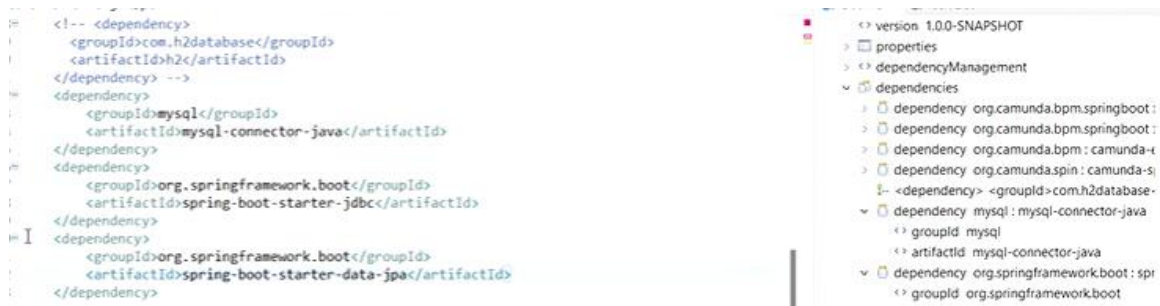 <!-- <dependency>
<groupId>com.h2database</groupId>
<artifactId>h2</artifactId>
</dependency> -->
<dependency>
<groupId>mysql</groupId>
<artifactId>mysql-connector-java</artifactId>
</dependency>
<dependency>
<groupId>org.springframework.boot</groupId>
<artifactId>spring-boot-starter-jdbc</artifactId>
</dependency>
<dependency>
<groupId>org.springframework.boot</groupId>
<artifactId>spring-boot-starter-data-jpa</artifactId>
</dependency>
version 1.0.0-SNAPSHOT
properties
dependencyManagement
dependencies
dependency org.camunda.bpm.springboot :
dependency org.camunda.bpm.springboot :
dependency org.camunda.bpm : camunda-e
dependency org.camunda.spin : camunda-s
<dependency> <groupId>com.h2database-
dependency mysql : mysql-connector-java
groupId mysql
artifactId mysql-connector-java
dependency org.springframework.boot : spr
groupId org.springframework.boot